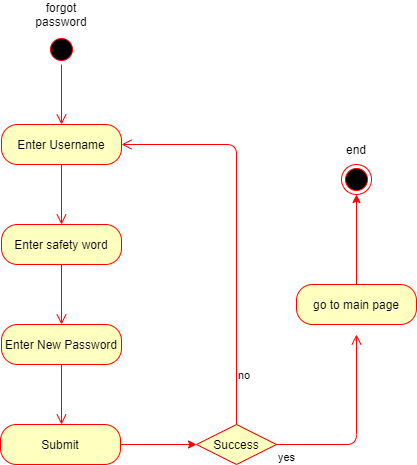 forgot
password
Enter Username
end
Enter safety word
go to main page
Enter New Password
no
Submit
Success
yes